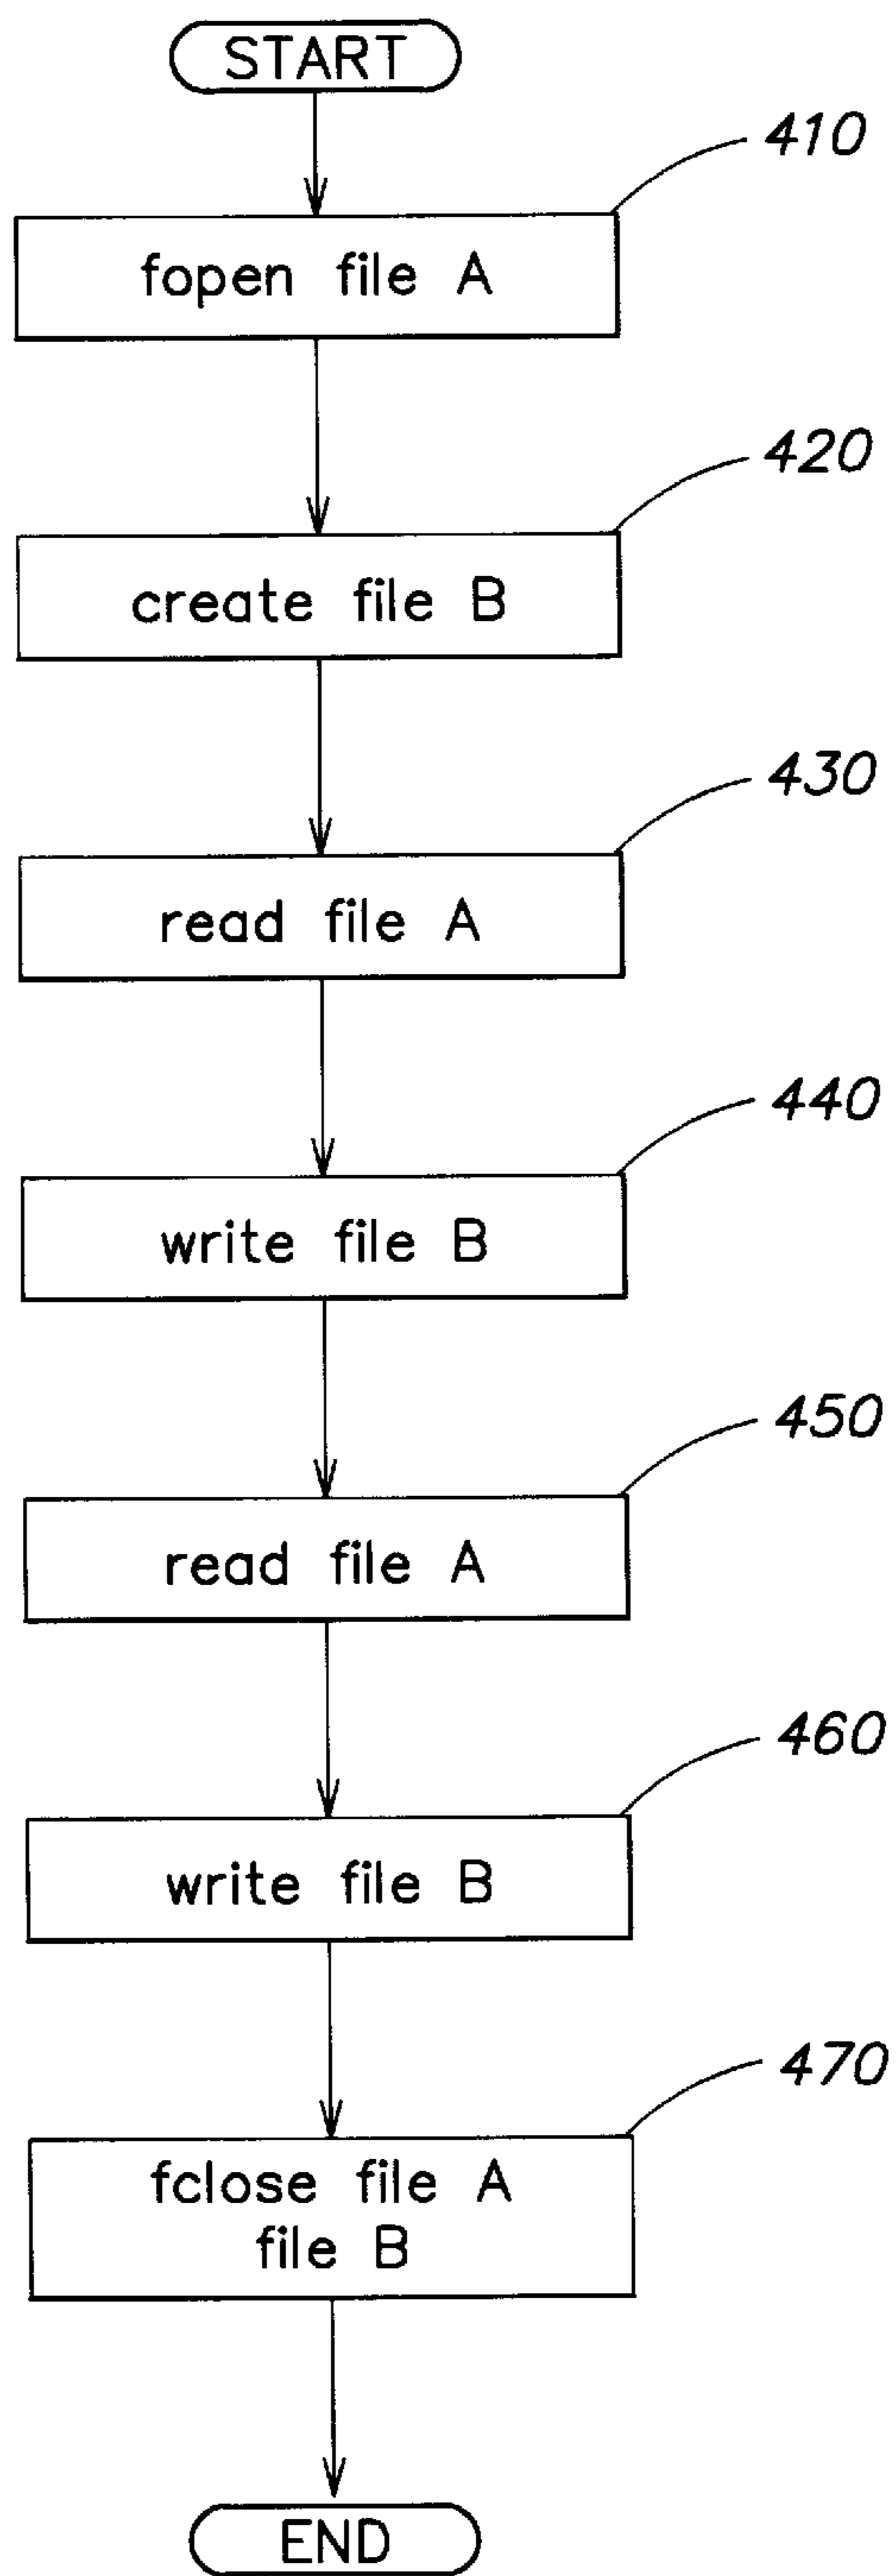 START
410
fopen file A
420
create file B
430
read file A
440
write file B
450
read file A
460
write file B
470
fclose file A
file B
END